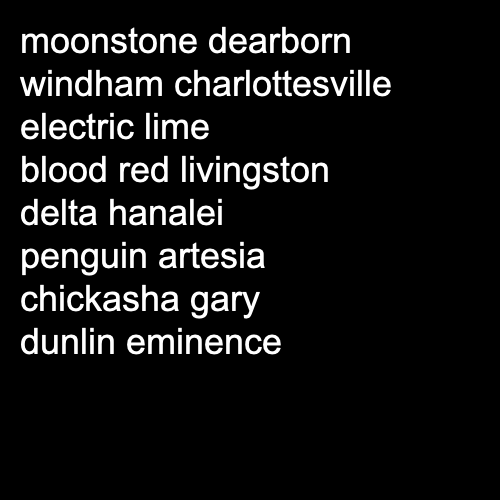 moonstone dearborn
windham charlottesville
electric lime
blood red livingston
delta hanalei
penguin artesia
chickasha gary
dunlin eminence